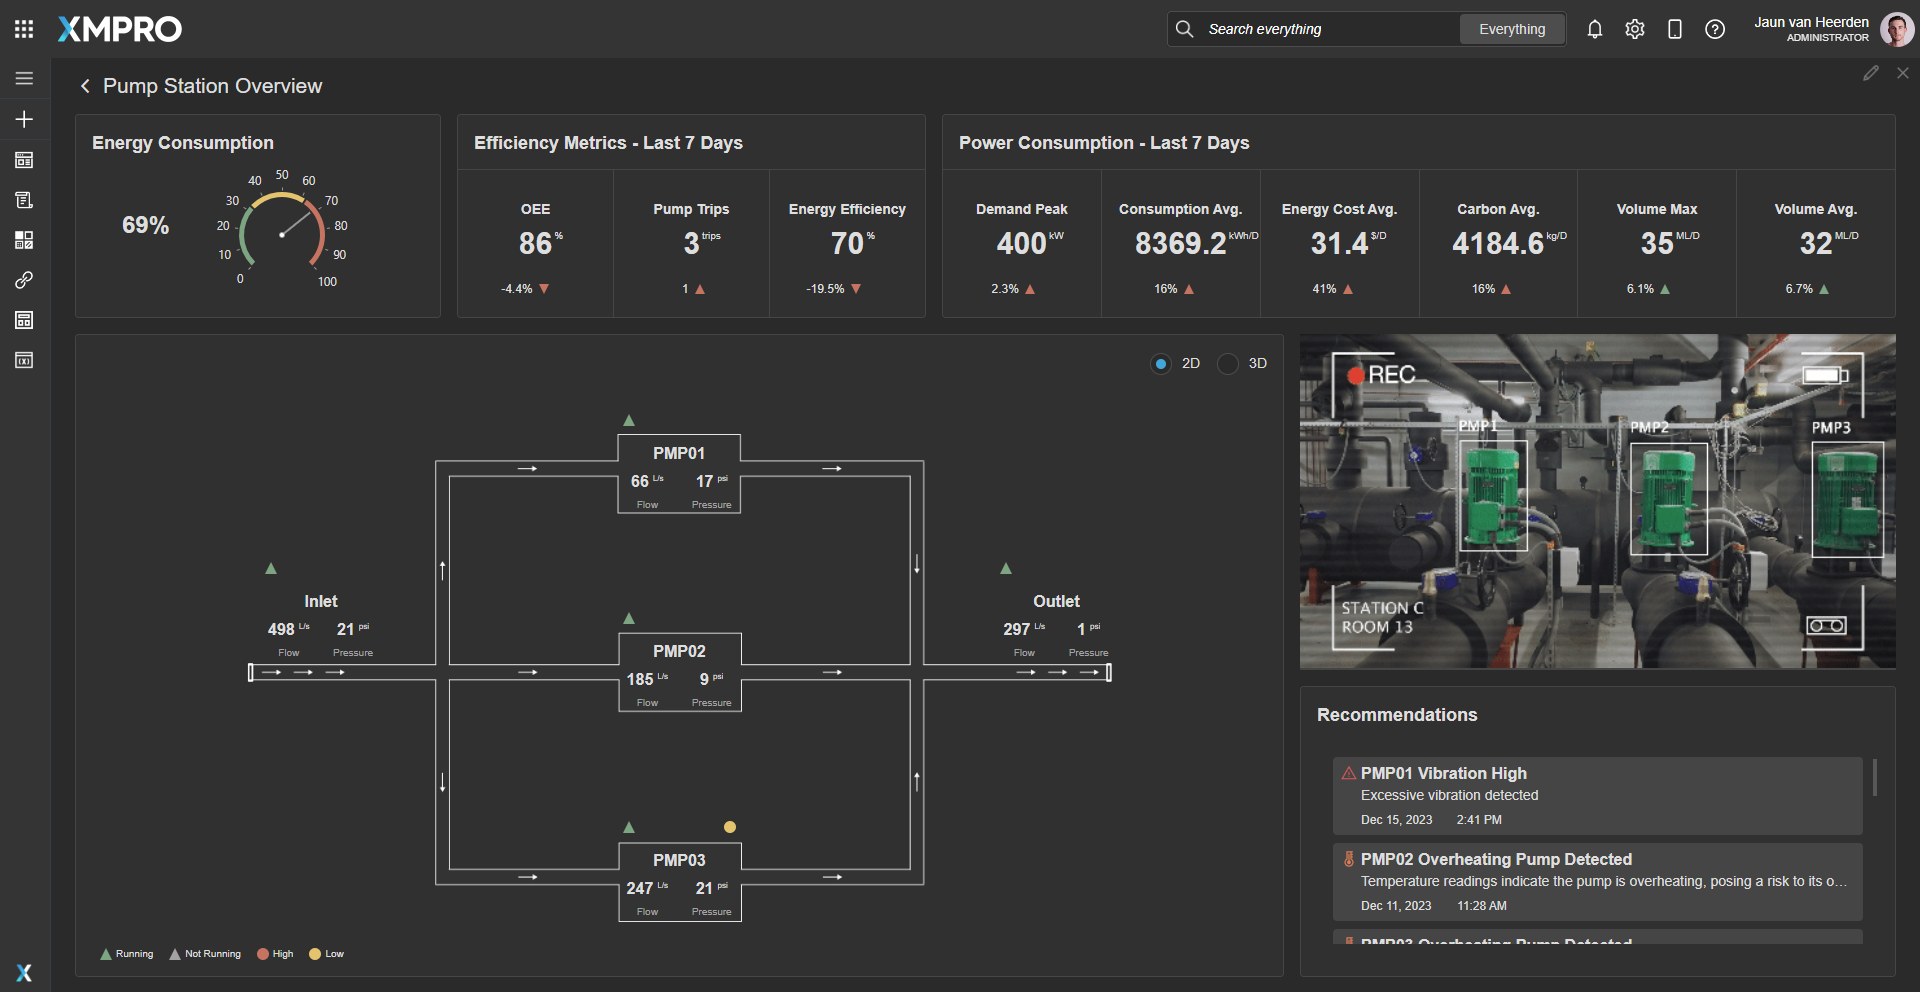 XMPRO
Search everything
Everything
Jaun van Heerden
ADMINISTRATOR
Pump Station Overview
Energy Consumption
69%
0 10 20 30 40 50 60 70 80 90 100
Efficiency Metrics - Last 7 Days
OEE
86 %
-4.4%
Pump Trips
3 trips
1
Energy Efficiency
70 %
-19.5%
Power Consumption - Last 7 Days
Demand Peak
400 kW
2.3%
Consumption Avg.
8369.2 kWh/D
16%
Energy Cost Avg.
31.4 $/D
41%
Carbon Avg.
4184.6 kg/D
16%
Volume Max
35 ML/D
6.1%
Volume Avg.
32 ML/D
6.7%
2D 3D
PMP01
66 L/s 17 psi
Flow Pressure
Inlet
498 L/s 21 psi
Flow Pressure
Outlet
297 L/s 1 psi
Flow Pressure
PMP02
185 L/s 9 psi
Flow Pressure
PMP03
247 L/s 21 psi
Flow Pressure
Running Not Running High Low
REC
PMP1
PMP2
PMP3
STATION C
ROOM 13
Recommendations
PMP01 Vibration High
Excessive vibration detected
Dec 15, 2023 2:41 PM
PMP02 Overheating Pump Detected
Temperature readings indicate the pump is overheating, posing a risk to its o…
Dec 11, 2023 11:28 AM
PMP03 Overheating Pump Detected